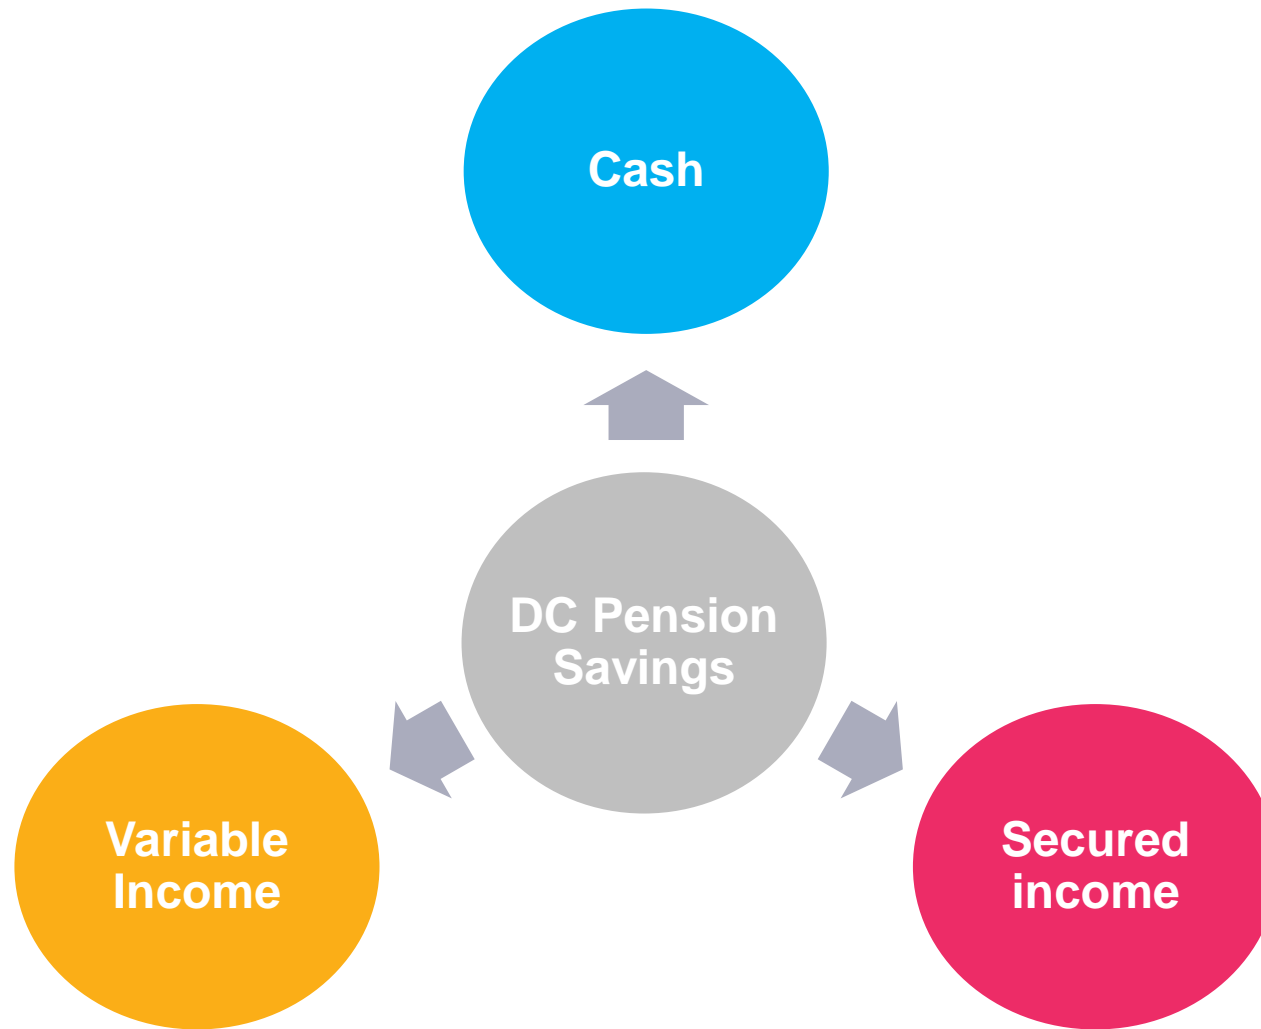 Cash
DC Pension
Savings
Variable
Income
Secured
income